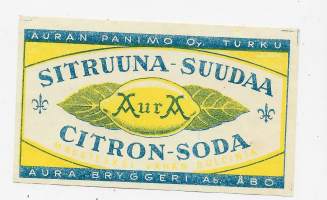 AURAN PANIMO Oy. TURKU
SITRUUNA-SUUDAA
AurA
CITRON-SODA
AURA BRYGGERI Ab. ÅBO